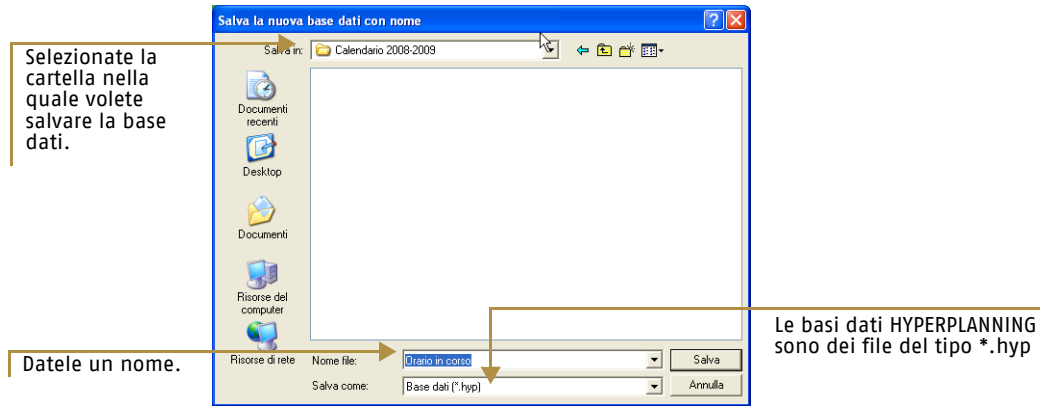 Salva la nuova base dati con nome
Selezionate la
cartella nella
quale volete
salvare la base
dati.
Salva in:
Calendario 2008-2009
Documenti
recenti
Desktop
Documenti
Risorse del
computer
Risorse di rete
Datele un nome.
Nome file:
Orario in corso
Salva
Salva come:
Base dati (*.hyp)
Annulla
Le basi dati HYPERPLANNING
sono dei file del tipo *.hyp